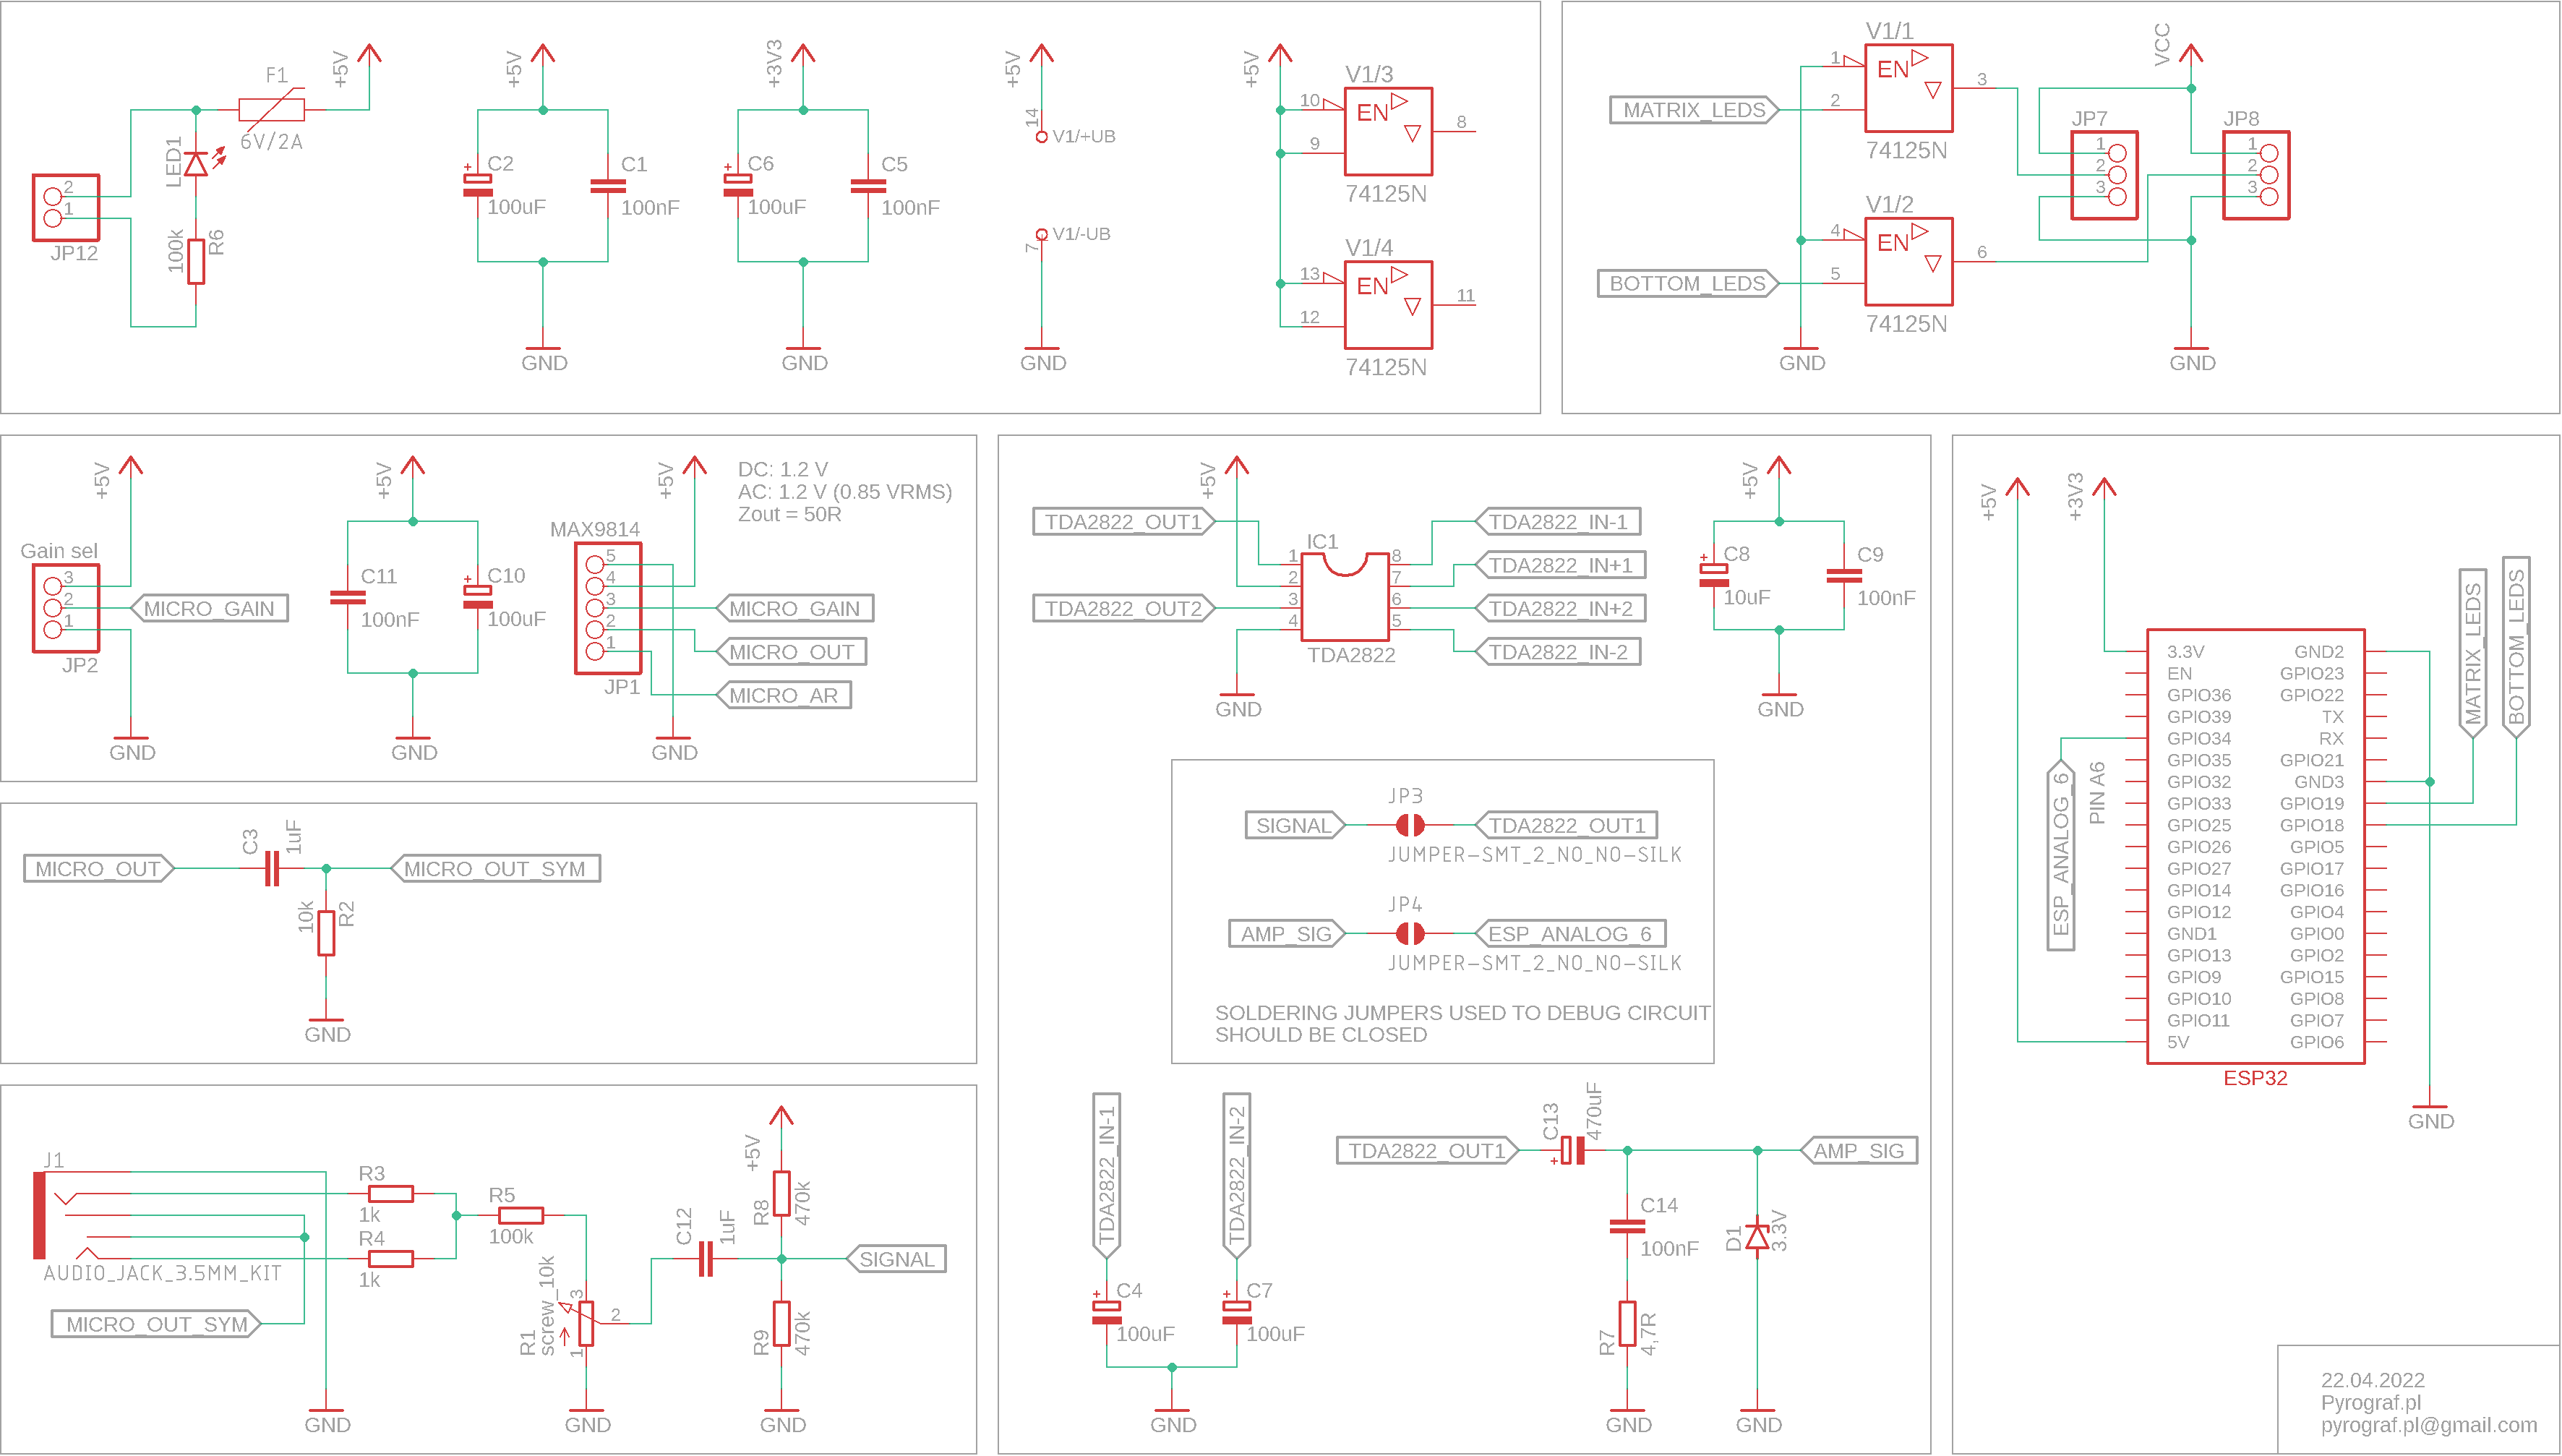 +5V
F1
6V/2A
LED1
2
1
JP12
100k
R6
+5V
C2
100uF
C1
100nF
GND
+3V3
C6
100uF
C5
100nF
GND
+5V
14
V1/+UB
V1/-UB
7
GND
+5V
V1/3
10
EN
9
8
74125N
V1/4
13
EN
12
11
74125N
V1/1
1
EN
MATRIX_LEDS
2
3
74125N
V1/2
4
EN
BOTTOM_LEDS
5
6
74125N
GND
VCC
JP7
1
2
3
JP8
1
2
3
GND
+5V
Gain sel
3
2
1
MICRO_GAIN
JP2
GND
+5V
C11
100nF
C10
100uF
GND
+5V
DC: 1.2 V
AC: 1.2 V (0.85 VRMS)
Zout = 50R
MAX9814
5
4
3
2
1
MICRO_GAIN
MICRO_OUT
MICRO_AR
JP1
GND
MICRO_OUT
C3
1uF
MICRO_OUT_SYM
10k
R2
GND
J1
AUDIO_JACK_3.5MM_KIT
MICRO_OUT_SYM
GND
R3
1k
R4
1k
R5
100k
R1
screw_10k
3
2
1
GND
C12
1uF
+5V
R8
470k
SIGNAL
R9
470k
GND
+5V
TDA2822_OUT1
TDA2822_OUT2
IC1
1
2
3
4
8
7
6
5
TDA2822
TDA2822_IN-1
TDA2822_IN+1
TDA2822_IN+2
TDA2822_IN-2
GND
+5V
C8
10uF
C9
100nF
GND
JP3
SIGNAL
TDA2822_OUT1
JUMPER-SMT_2_NO_NO-SILK
JP4
AMP_SIG
ESP_ANALOG_6
JUMPER-SMT_2_NO_NO-SILK
SOLDERING JUMPERS USED TO DEBUG CIRCUIT
SHOULD BE CLOSED
TDA2822_IN-1
TDA2822_IN-2
C4
100uF
C7
100uF
GND
TDA2822_OUT1
C13
470uF
AMP_SIG
C14
100nF
R7
4,7R
GND
D1
3.3V
GND
+5V
+3V3
MATRIX_LEDS
BOTTOM_LEDS
ESP_ANALOG_6
PIN A6
3.3V GND2
EN GPIO23
GPIO36 GPIO22
GPIO39 TX
GPIO34 RX
GPIO35 GPIO21
GPIO32 GND3
GPIO33 GPIO19
GPIO25 GPIO18
GPIO26 GPIO5
GPIO27 GPIO17
GPIO14 GPIO16
GPIO12 GPIO4
GND1 GPIO0
GPIO13 GPIO2
GPIO9 GPIO15
GPIO10 GPIO8
GPIO11 GPIO7
5V GPIO6
ESP32
GND
22.04.2022
Pyrograf.pl
pyrograf.pl@gmail.com